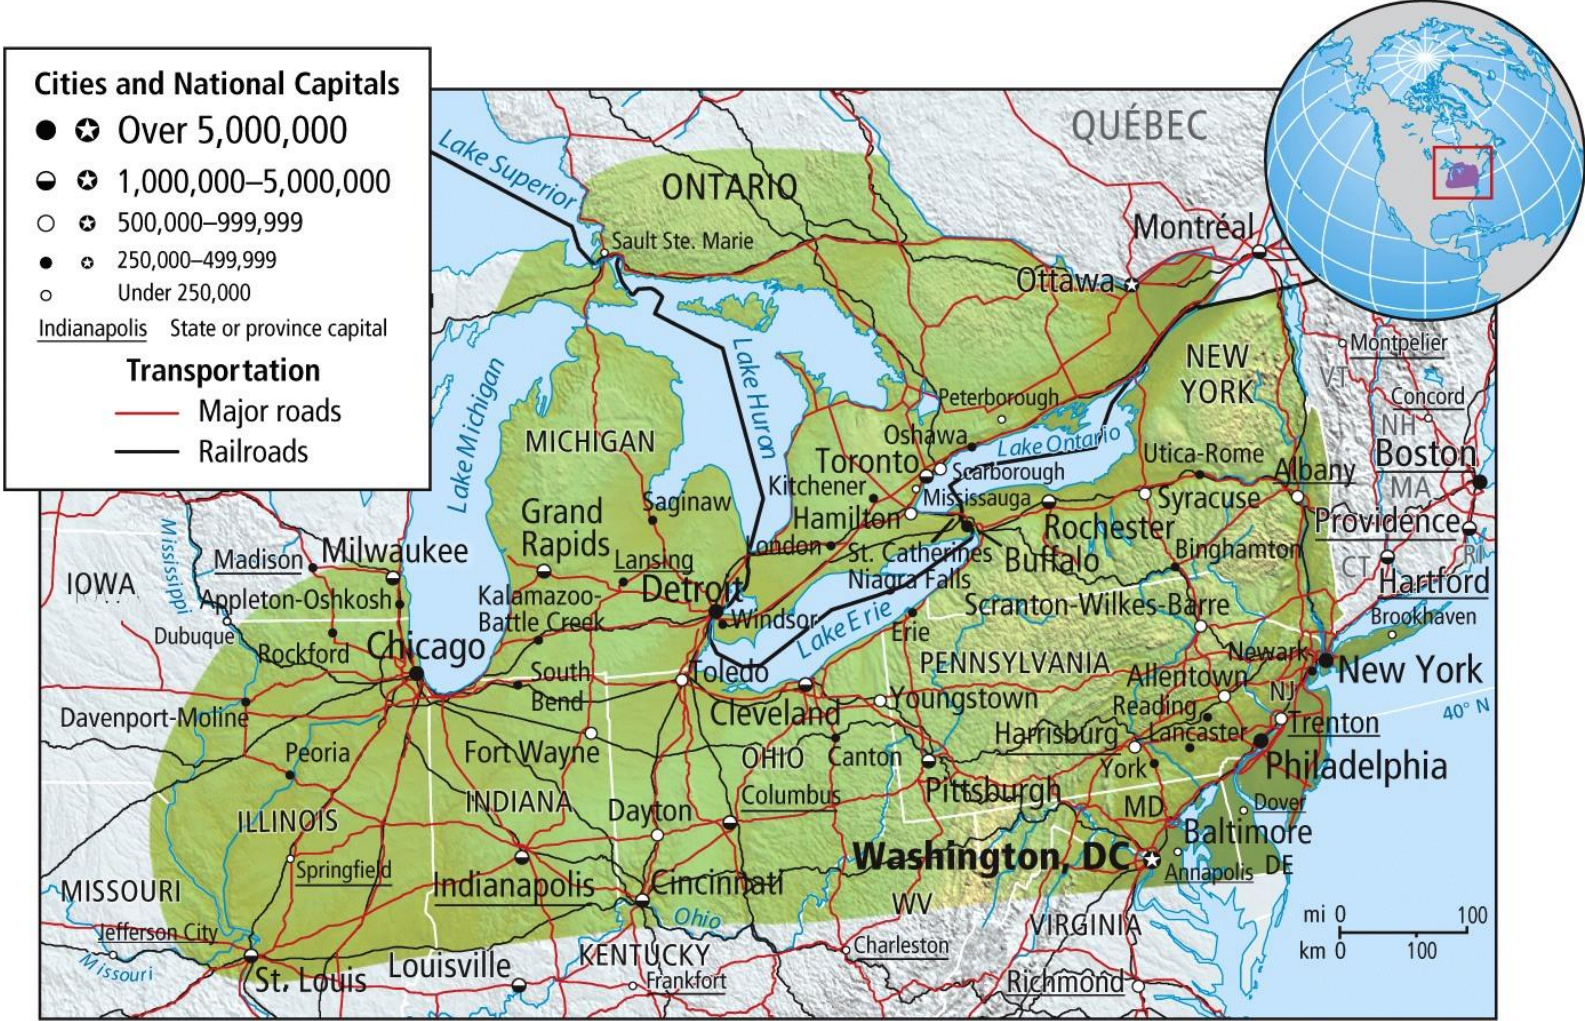 Cities and National Capitals
Over 5,000,000
1,000,000–5,000,000
500,000–999,999
250,000–499,999
Under 250,000
Indianapolis State or province capital
Transportation
Major roads
Railroads
QUÉBEC
Lake Superior
ONTARIO
Sault Ste. Marie
Montréal
Ottawa
Lake Michigan
Lake Huron
NEW
YORK
Montpelier
VT
Concord
NH
Peterborough
MICHIGAN
Oshawa
Lake Ontario
Utica-Rome
Albany
Boston
Toronto
Scarborough
Kitchener
Mississauga
MA
Saginaw
Grand
Rapids
Hamilton
Syracuse
Rochester
Providence
RI
Mississippi
Madison
Milwaukee
Lansing
London
St. Catherines
Buffalo
Binghamton
CT
Hartford
IOWA
Appleton-Oshkosh
Kalamazoo-
Battle Creek
Detroit
Niagra Falls
Scranton-Wilkes-Barre
Brookhaven
Dubuque
Rockford
Chicago
Windsor
Lake Erie
Erie
PENNSYLVANIA
Newark
New York
South
Bend
Toledo
Youngstown
Allentown
NJ
Reading
40° N
Davenport-Moline
Cleveland
Harrisburg
Lancaster
Trenton
Peoria
Fort Wayne
OHIO
Canton
York
Philadelphia
INDIANA
Columbus
Pittsburgh
MD
Dover
ILLINOIS
Dayton
Baltimore
Washington, DC
Annapolis
DE
Springfield
MISSOURI
Indianapolis
Cincinnati
Ohio
WV
VIRGINIA
mi 0 100
km 0 100
Jefferson City
Missouri
St. Louis
Louisville
KENTUCKY
Frankfort
Charleston
Richmond